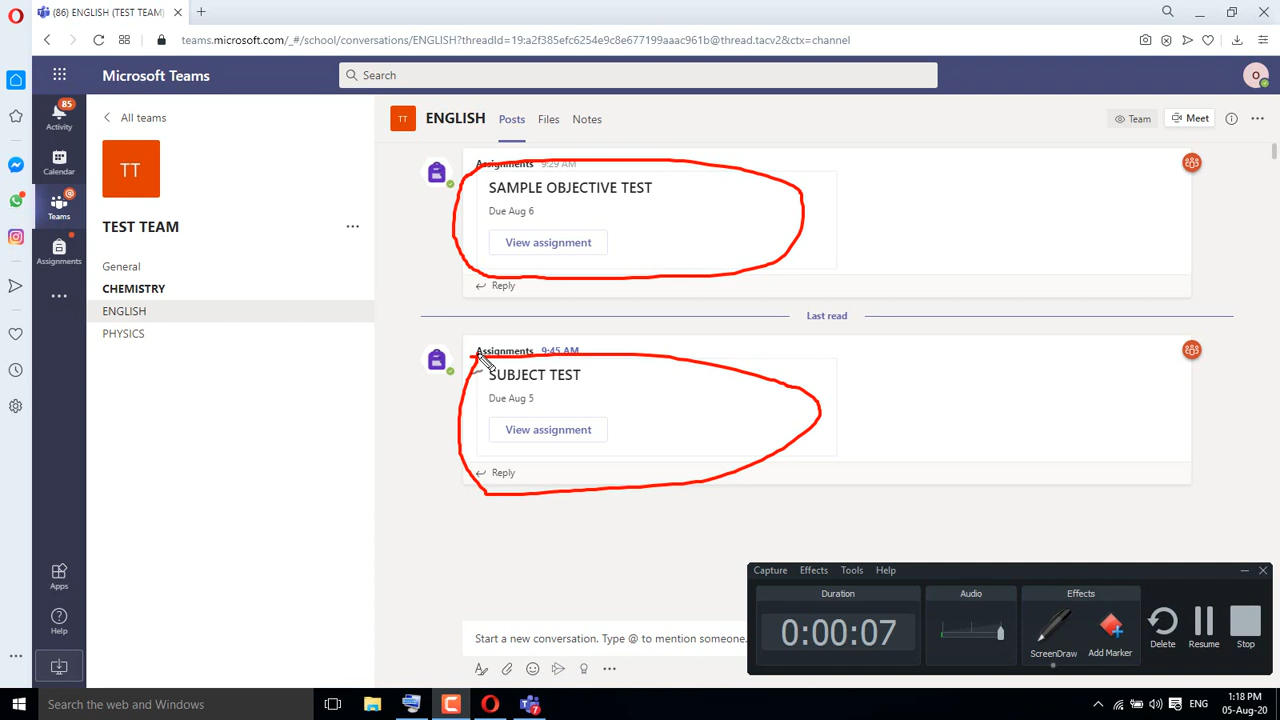 (86) ENGLISH (TEST TEAM)
teams.microsoft.com/_#/school/conversations/ENGLISH?threadId=19:a2f385efc6254e9c8e677199aaac961b@thread.tacv2&ctx=channel
Microsoft Teams
Search
O
85
Activity
Calendar
Teams
Assignments
Apps
Help
All teams
TT
TEST TEAM
General
CHEMISTRY
ENGLISH
PHYSICS
TT
ENGLISH
Posts
Files
Notes
Team
Meet
Assignments 9:29 AM
SAMPLE OBJECTIVE TEST
Due Aug 6
View assignment
Reply
Last read
Assignments 9:45 AM
SUBJECT TEST
Due Aug 5
View assignment
Reply
Start a new conversation. Type @ to mention someone.
Capture Effects Tools Help
Duration
0:00:07
Audio
Effects
ScreenDraw
Add Marker
Delete
Resume
Stop
Search the web and Windows
7
1:18 PM
05-Aug-20